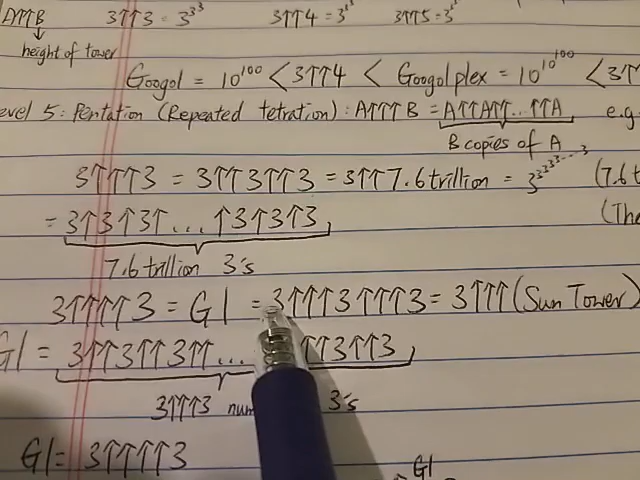 A↑↑B 3↑↑3 = 3^3^3 3↑↑4 = 3^3^3^3 3↑↑5 = 3
height of tower
Googol = 10^100 < 3↑↑4 < Googolplex = 10^10^100 < 3↑
evel 5: Pentation (Repeated tetration): A↑↑↑B = A↑↑A↑↑...↑↑A e.g.
B copies of A
3↑↑↑3 = 3↑↑3↑↑3 = 3↑↑7.6 trillion = 3^3^3^3^...^3 (7.6 t
= 3↑3↑3↑...↑3↑3↑3, (The
7.6 trillion 3's
3↑↑↑↑3 = G1 = 3↑↑↑3↑↑↑3 = 3↑↑↑(Sun Tower)
G1 = 3↑↑3↑↑3↑↑... ↑↑3↑↑3,
3↑↑↑3 3's
G1 = 3↑↑↑↑3
G1